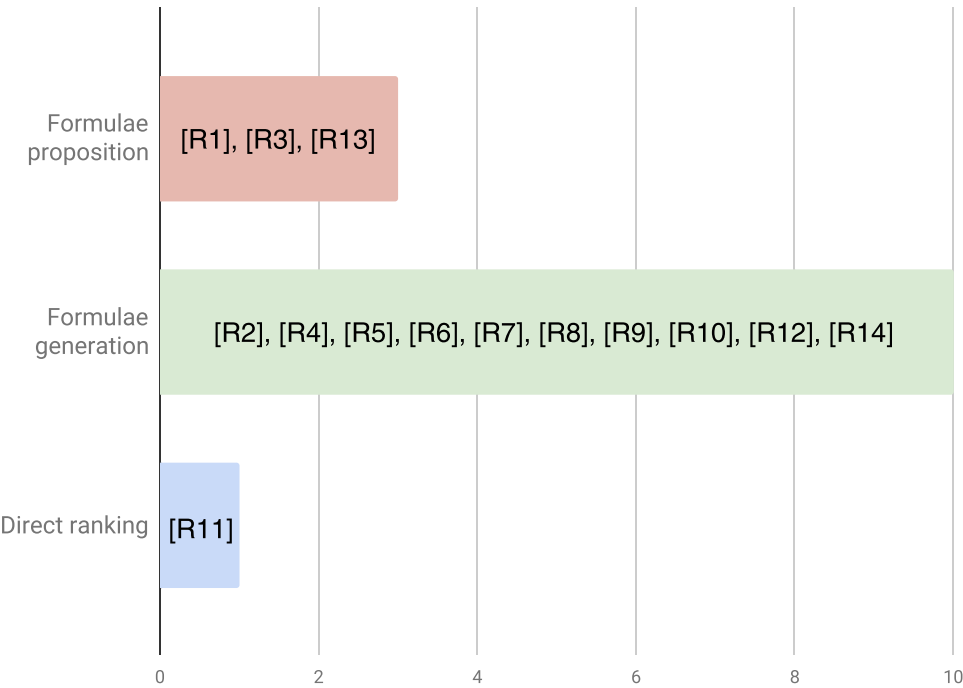 Formulae
proposition
[R1], [R3], [R13]
Formulae
generation
[R2], [R4], [R5], [R6], [R7], [R8], [R9], [R10], [R12], [R14]
Direct ranking
[R11]
0 2 4 6 8 10